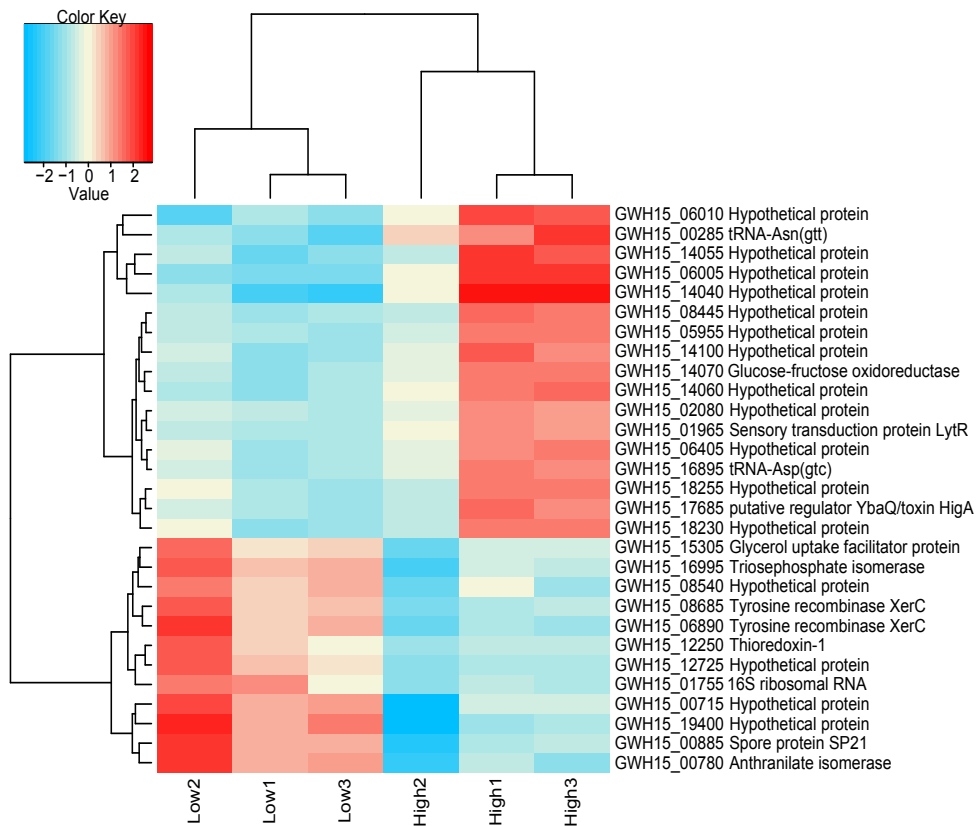 Color Key
−2 −1 0 1 2
Value
GWH15_06010 Hypothetical protein
GWH15_00285 tRNA-Asn(gtt)
GWH15_14055 Hypothetical protein
GWH15_06005 Hypothetical protein
GWH15_14040 Hypothetical protein
GWH15_08445 Hypothetical protein
GWH15_05955 Hypothetical protein
GWH15_14100 Hypothetical protein
GWH15_14070 Glucose-fructose oxidoreductase
GWH15_14060 Hypothetical protein
GWH15_02080 Hypothetical protein
GWH15_01965 Sensory transduction protein LytR
GWH15_06405 Hypothetical protein
GWH15_16895 tRNA-Asp(gtc)
GWH15_18255 Hypothetical protein
GWH15_17685 putative regulator YbaQ/toxin HigA
GWH15_18230 Hypothetical protein
GWH15_15305 Glycerol uptake facilitator protein
GWH15_16995 Triosephosphate isomerase
GWH15_08540 Hypothetical protein
GWH15_08685 Tyrosine recombinase XerC
GWH15_06890 Tyrosine recombinase XerC
GWH15_12250 Thioredoxin-1
GWH15_12725 Hypothetical protein
GWH15_01755 16S ribosomal RNA
GWH15_00715 Hypothetical protein
GWH15_19400 Hypothetical protein
GWH15_00885 Spore protein SP21
GWH15_00780 Anthranilate isomerase
Low2 Low1 Low3 High2 High1 High3